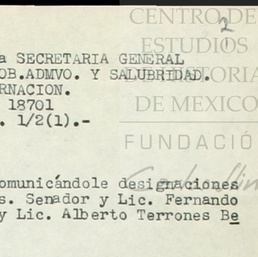 CENTRO DE
2
ESTUDIOS
a SECRETARIA GENERAL
OB.ADMVO. Y SALUBRIDAD.
RNACION.
DE MEXICO
18701
. 1/2(1).-
FUNDACIÓ
omunicándole designaciones
s. Senador y Lic. Fernando
y Lic. Alberto Terrones Be